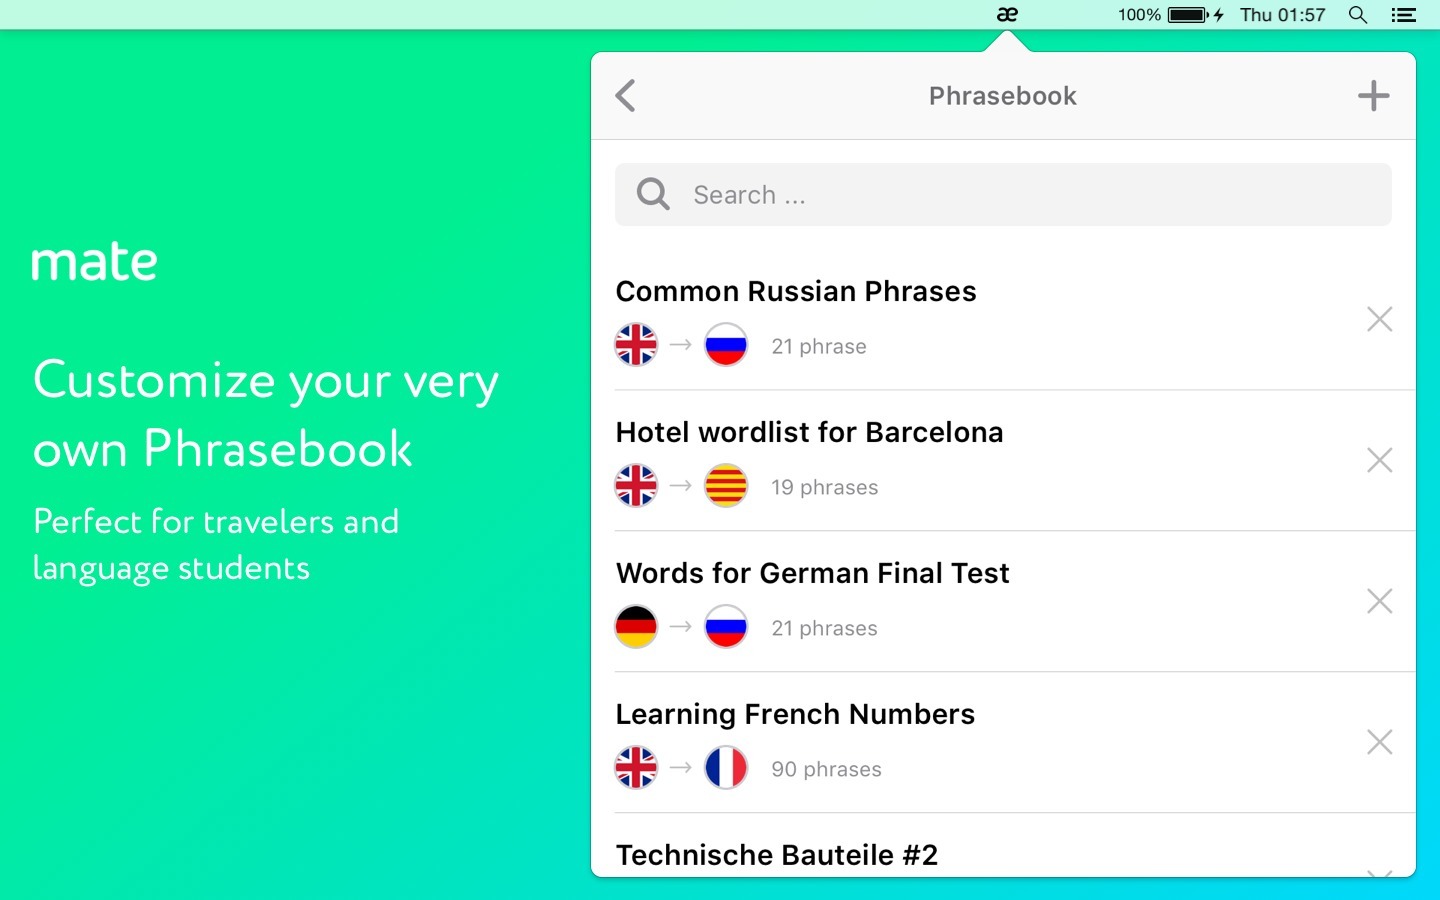 æ
100%
Thu 01:57
mate
Customize your very
own Phrasebook
Perfect for travelers and
language students
Phrasebook
Search ...
Common Russian Phrases
21 phrase
Hotel wordlist for Barcelona
19 phrases
Words for German Final Test
21 phrases
Learning French Numbers
90 phrases
Technische Bauteile #2